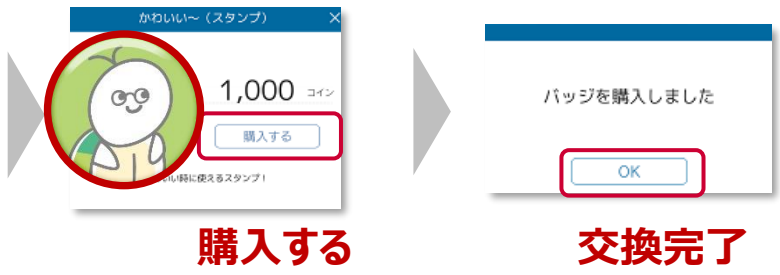 かわいい～（スタンプ）
1,000 コイン
購入する
い時に使えるスタンプ！
購入する
バッジを購入しました
OK
交換完了